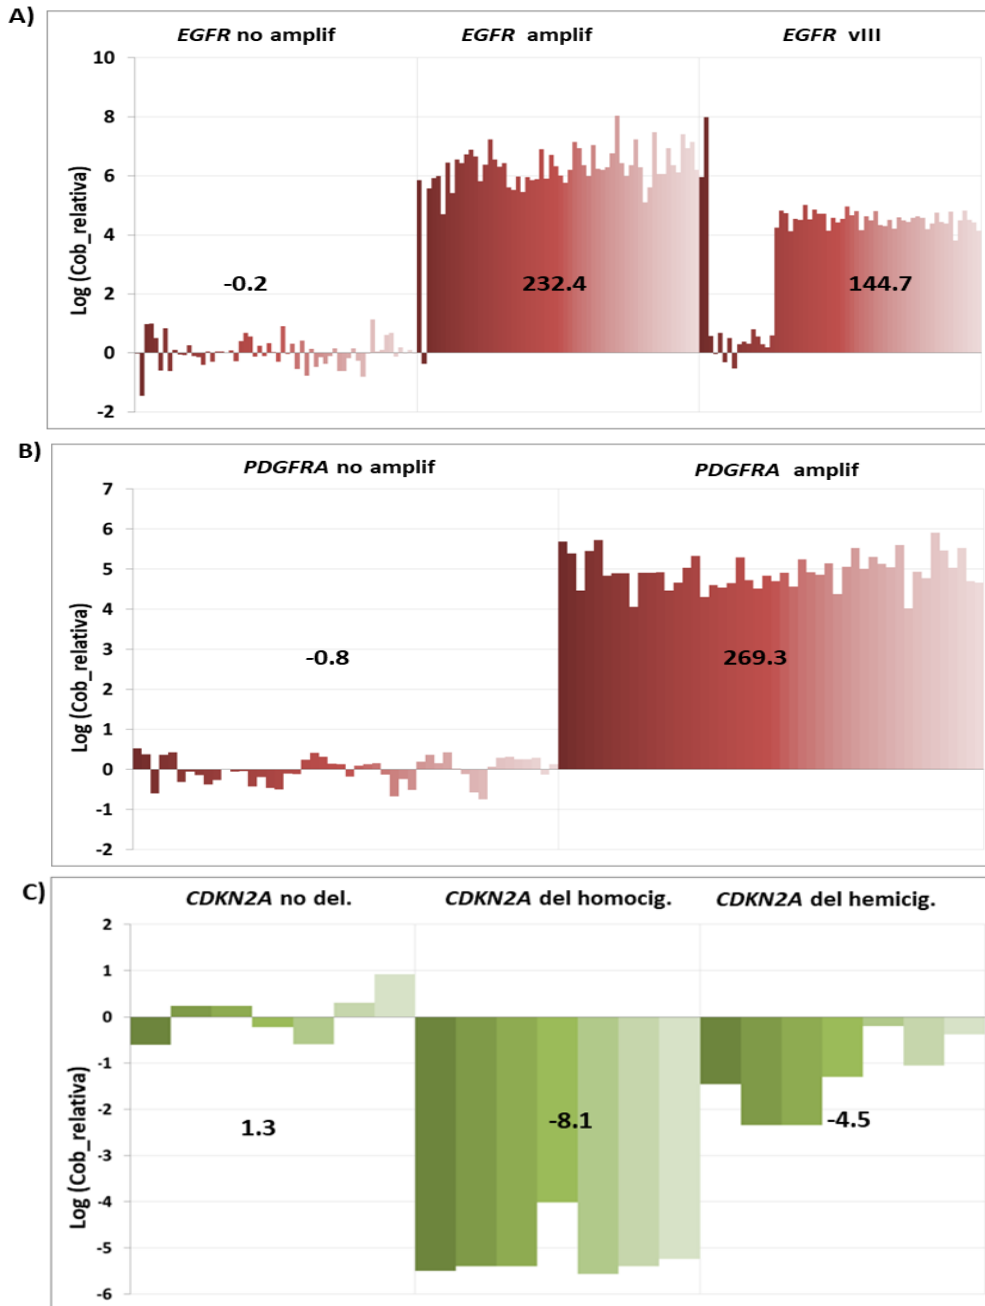 A)
EGFR no amplif EGFR amplif EGFR vIII
Log (Cob_relativa)
10
8
6
4
2
0
-2
-0.2 232.4 144.7
B)
PDGFRA no amplif PDGFRA amplif
Log (Cob_relativa)
7
6
5
4
3
2
1
0
-1
-2
-0.8 269.3
C)
CDKN2A no del. CDKN2A del homocig. CDKN2A del hemicig.
Log (Cob_relativa)
2
1
0
-1
-2
-3
-4
-5
-6
1.3 -8.1 -4.5